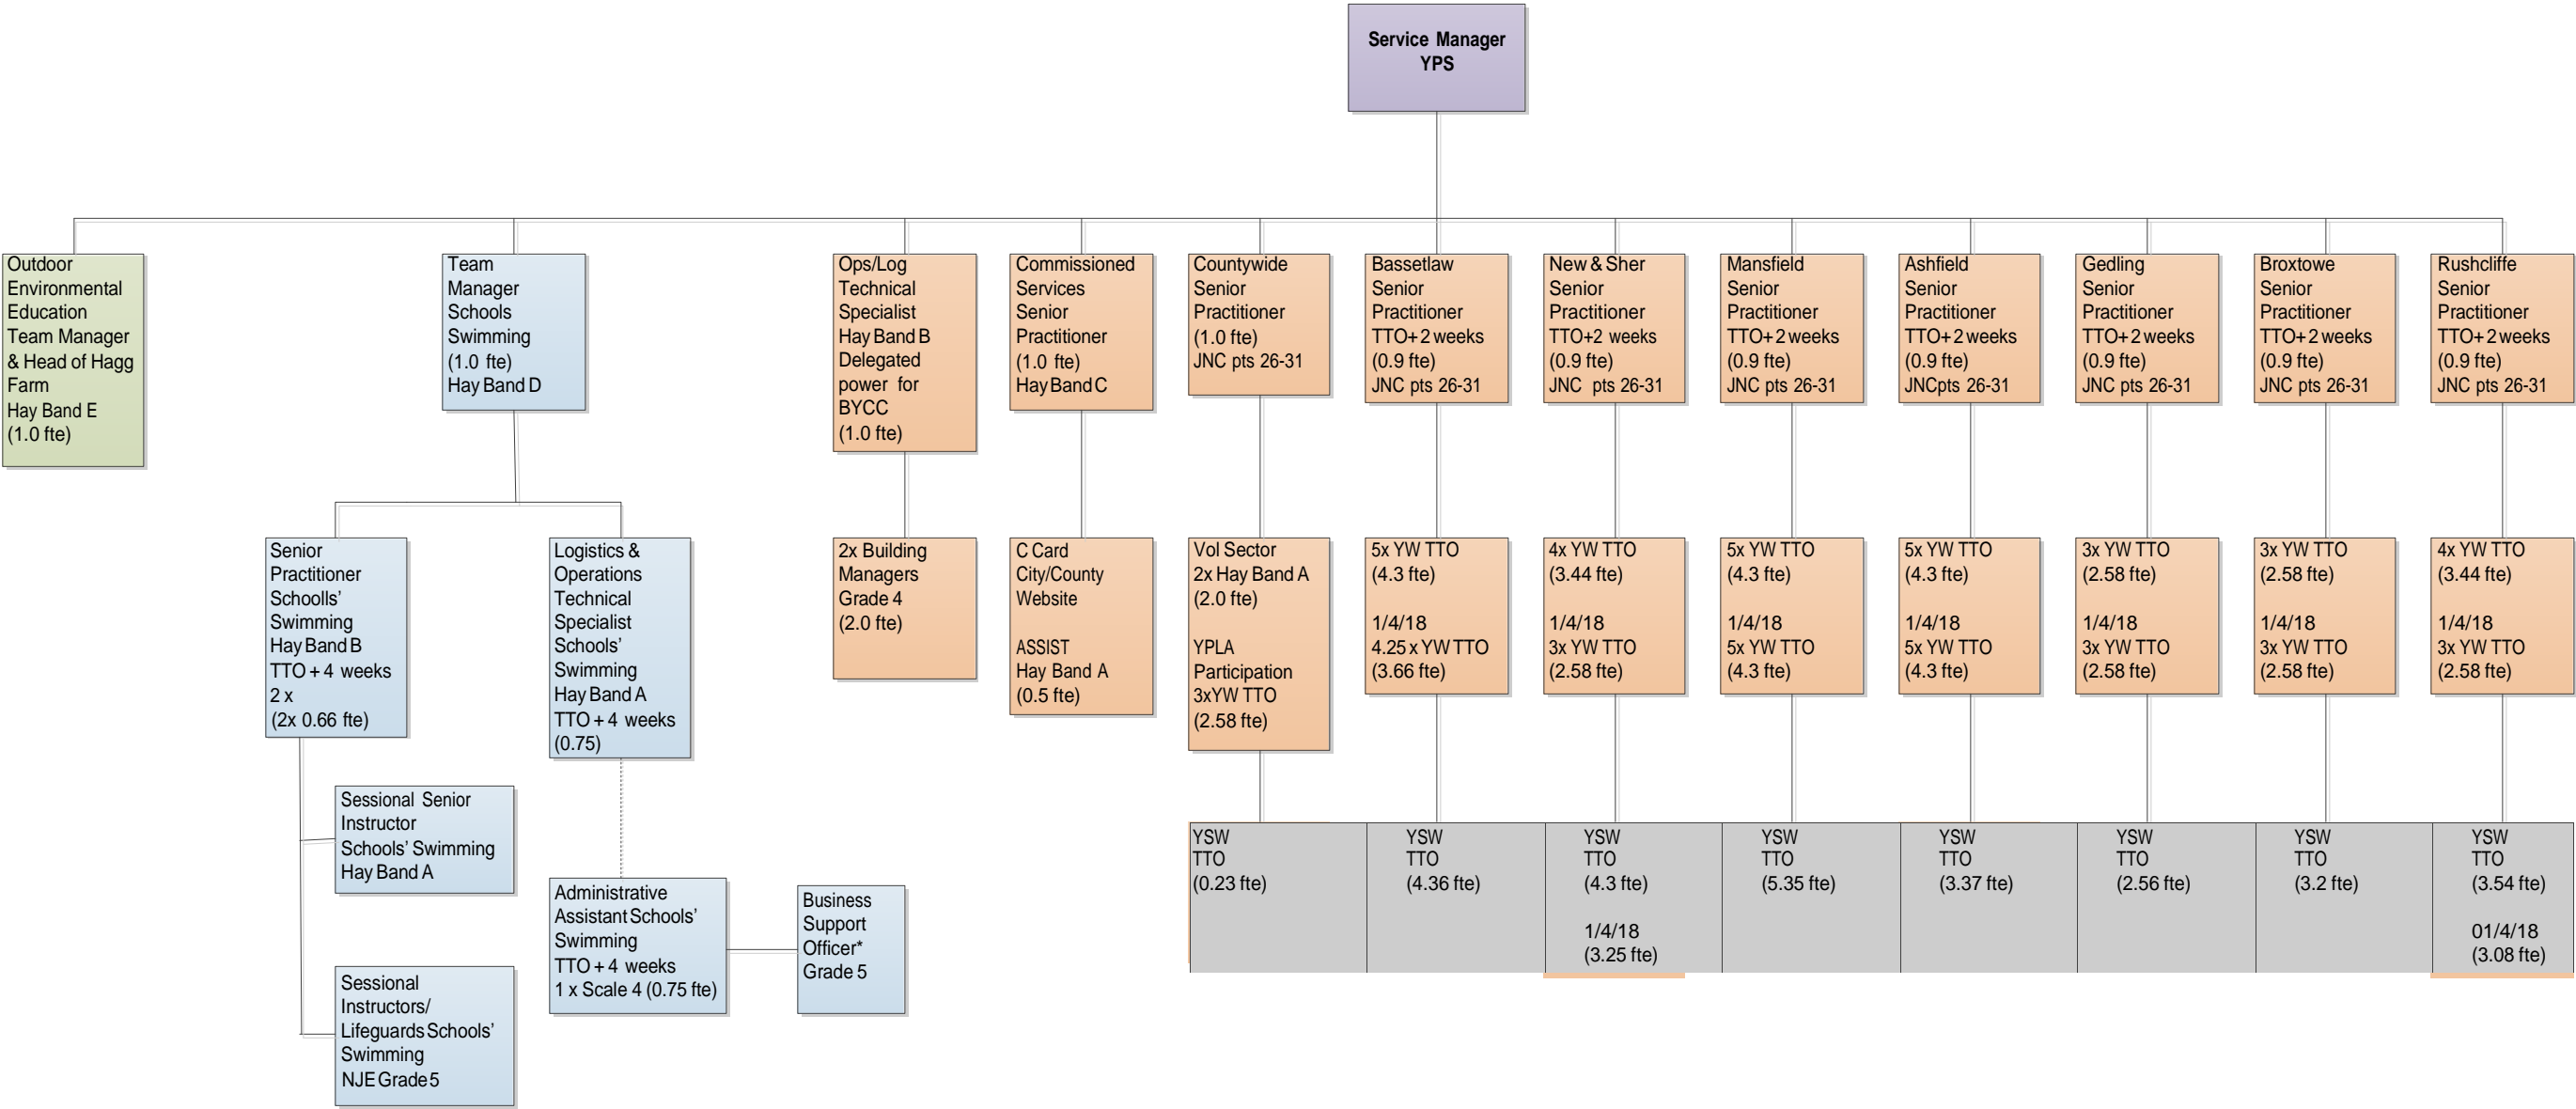 Service Manager
YPS
Outdoor
Environmental
Education
Team Manager
& Head of Hagg
Farm
Hay Band E
(1.0 fte)
Team
Manager
Schools
Swimming
(1.0 fte)
Hay Band D
Ops/Log
Technical
Specialist
Hay Band B
Delegated
power for
BYCC
(1.0 fte)
Commissioned
Services
Senior
Practitioner
(1.0 fte)
Hay Band C
Countywide
Senior
Practitioner
(1.0 fte)
JNC pts 26-31
Bassetlaw
Senior
Practitioner
TTO+ 2 weeks
(0.9 fte)
JNC pts 26-31
New & Sher
Senior
Practitioner
TTO+2 weeks
(0.9 fte)
JNC pts 26-31
Mansfield
Senior
Practitioner
TTO+ 2 weeks
(0.9 fte)
JNC pts 26-31
Ashfield
Senior
Practitioner
TTO+ 2 weeks
(0.9 fte)
JNCpts 26-31
Gedling
Senior
Practitioner
TTO+ 2 weeks
(0.9 fte)
JNC pts 26-31
Broxtowe
Senior
Practitioner
TTO+ 2 weeks
(0.9 fte)
JNC pts 26-31
Rushcliffe
Senior
Practitioner
TTO+ 2 weeks
(0.9 fte)
JNC pts 26-31
Senior
Practitioner
Schoolls’
Swimming
Hay Band B
TTO + 4 weeks
2 x
(2x 0.66 fte)
Logistics &
Operations
Technical
Specialist
Schools’
Swimming
Hay Band A
TTO + 4 weeks
(0.75)
2x Building
Managers
Grade 4
(2.0 fte)
C Card
City/County
Website
ASSIST
Hay Band A
(0.5 fte)
Vol Sector
2x Hay Band A
(2.0 fte)
YPLA
Participation
3xYW TTO
(2.58 fte)
5x YW TTO
(4.3 fte)
1/4/18
4.25 x YW TTO
(3.66 fte)
4x YW TTO
(3.44 fte)
1/4/18
3x YW TTO
(2.58 fte)
5x YW TTO
(4.3 fte)
1/4/18
5x YW TTO
(4.3 fte)
5x YW TTO
(4.3 fte)
1/4/18
5x YW TTO
(4.3 fte)
3x YW TTO
(2.58 fte)
1/4/18
3x YW TTO
(2.58 fte)
3x YW TTO
(2.58 fte)
1/4/18
3x YW TTO
(2.58 fte)
4x YW TTO
(3.44 fte)
1/4/18
3x YW TTO
(2.58 fte)
Sessional Senior
Instructor
Schools’ Swimming
Hay Band A
Sessional
Instructors/
Lifeguards Schools’
Swimming
NJE Grade 5
Administrative
Assistant Schools’
Swimming
TTO + 4 weeks
1 x Scale 4 (0.75 fte)
Business
Support
Officer*
Grade 5
YSW
TTO
(0.23 fte)
YSW
TTO
(4.36 fte)
YSW
TTO
(4.3 fte)
1/4/18
(3.25 fte)
YSW
TTO
(5.35 fte)
YSW
TTO
(3.37 fte)
YSW
TTO
(2.56 fte)
YSW
TTO
(3.2 fte)
YSW
TTO
(3.54 fte)
01/4/18
(3.08 fte)